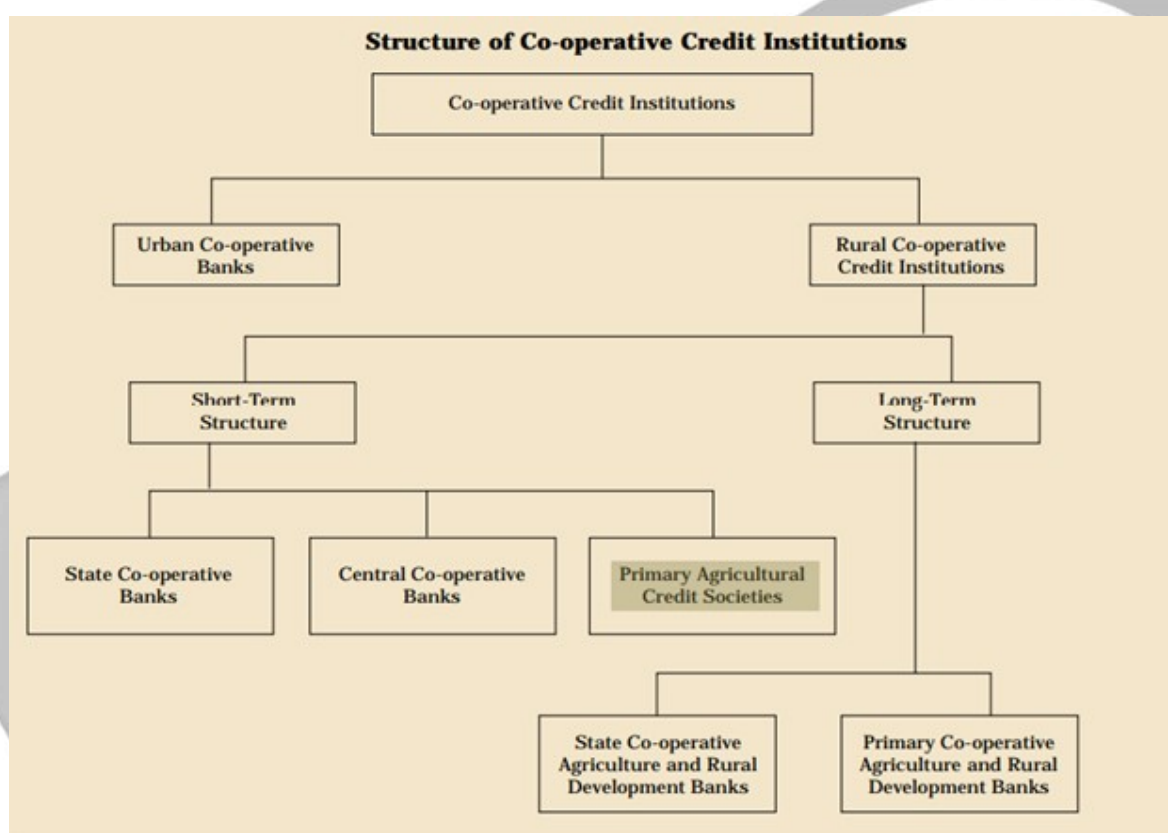 Structure of Co-operative Credit Institutions
Co-operative Credit Institutions
Urban Co-operative
Banks
Rural Co-operative
Credit Institutions
Short-Term
Structure
Long-Term
Structure
State Co-operative
Banks
Central Co-operative
Banks
Primary Agricultural
Credit Societies
State Co-operative
Agriculture and Rural
Development Banks
Primary Co-operative
Agriculture and Rural
Development Banks